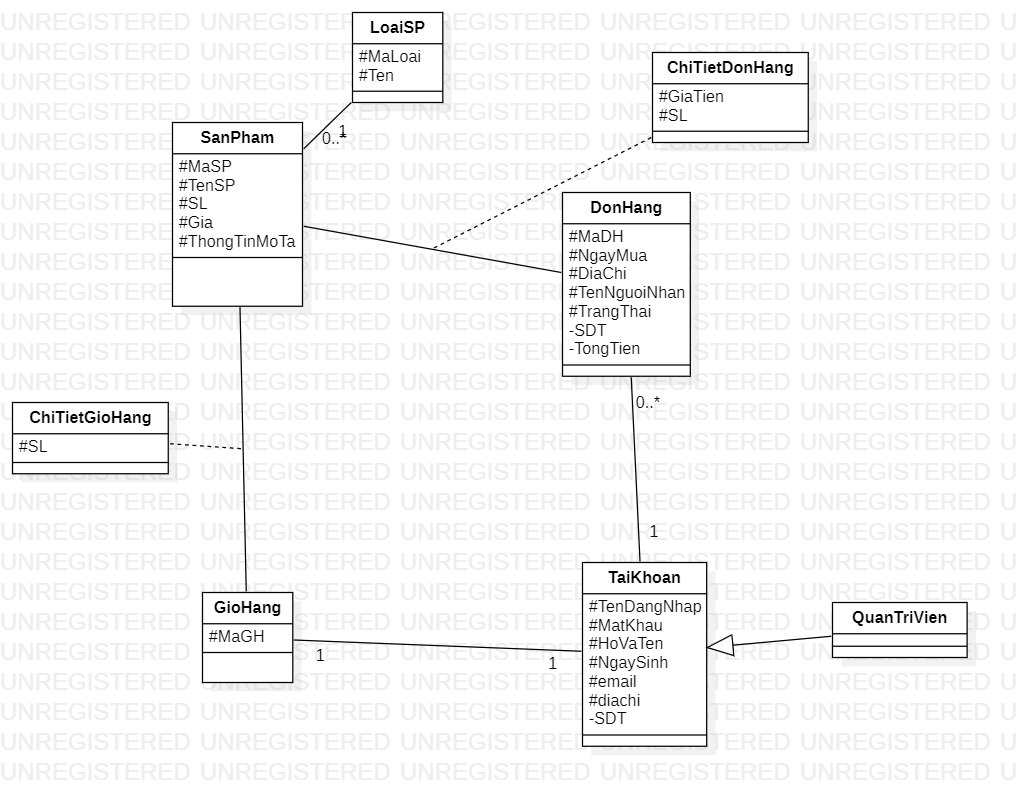 LoaiSP
#MaLoai
#Ten
1
0..*
ChiTietDonHang
#GiaTien
#SL
SanPham
#MaSP
#TenSP
#SL
#Gia
#ThongTinMoTa
DonHang
#MaDH
#NgayMua
#DiaChi
#TenNguoiNhan
#TrangThai
-SDT
-TongTien
0..*
1
ChiTietGioHang
#SL
GioHang
#MaGH
1
1
TaiKhoan
#TenDangNhap
#MatKhau
#HoVaTen
#NgaySinh
#email
#diachi
-SDT
QuanTriVien
UNREGISTERED